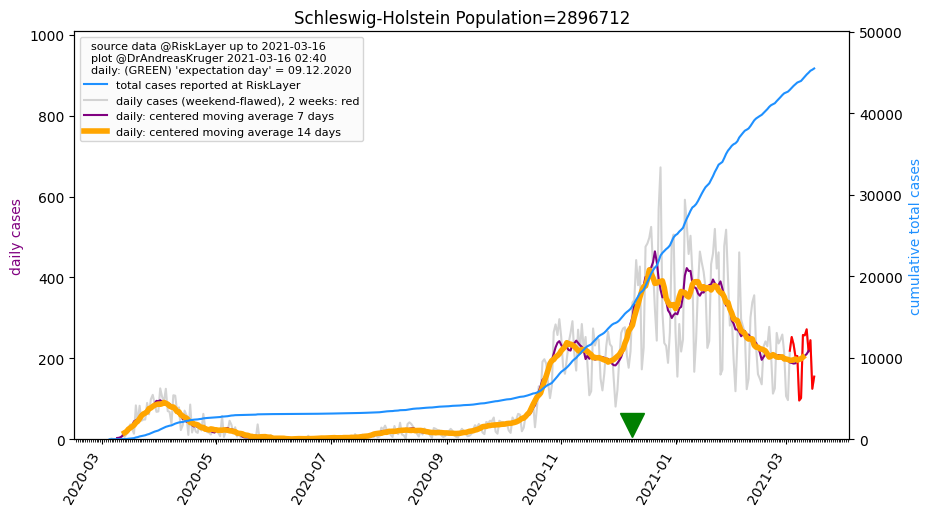 Schleswig-Holstein Population=2896712
source data @RiskLayer up to 2021-03-16
plot @DrAndreasKruger 2021-03-16 02:40
daily: (GREEN) 'expectation day' = 09.12.2020
total cases reported at RiskLayer
daily cases (weekend-flawed), 2 weeks: red
daily: centered moving average 7 days
daily: centered moving average 14 days
daily cases
1000
800
600
400
200
0
50000
40000
30000
20000
10000
0
cumulative total cases
2020-03
2020-05
2020-07
2020-09
2020-11
2021-01
2021-03